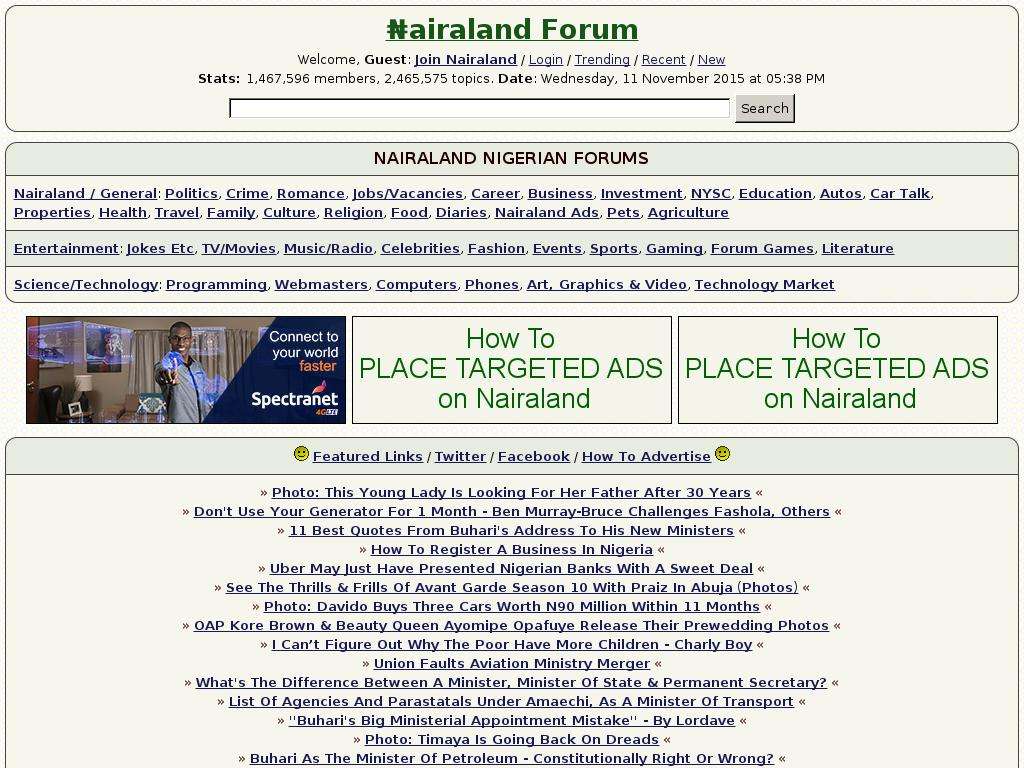 ₦airaland Forum
Welcome, Guest: Join Nairaland / Login / Trending / Recent / New
Stats: 1,467,596 members, 2,465,575 topics. Date: Wednesday, 11 November 2015 at 05:38 PM
Search
NAIRALAND NIGERIAN FORUMS
Nairaland / General: Politics, Crime, Romance, Jobs/Vacancies, Career, Business, Investment, NYSC, Education, Autos, Car Talk,
Properties, Health, Travel, Family, Culture, Religion, Food, Diaries, Nairaland Ads, Pets, Agriculture
Entertainment: Jokes Etc, TV/Movies, Music/Radio, Celebrities, Fashion, Events, Sports, Gaming, Forum Games, Literature
Science/Technology: Programming, Webmasters, Computers, Phones, Art, Graphics & Video, Technology Market
Connect to
your world
faster
Spectranet
4G LTE
How To
PLACE TARGETED ADS
on Nairaland
How To
PLACE TARGETED ADS
on Nairaland
Featured Links / Twitter / Facebook / How To Advertise
» Photo: This Young Lady Is Looking For Her Father After 30 Years «
» Don't Use Your Generator For 1 Month - Ben Murray-Bruce Challenges Fashola, Others «
» 11 Best Quotes From Buhari's Address To His New Ministers «
» How To Register A Business In Nigeria «
» Uber May Just Have Presented Nigerian Banks With A Sweet Deal «
» See The Thrills & Frills Of Avant Garde Season 10 With Praiz In Abuja (Photos) «
» Photo: Davido Buys Three Cars Worth N90 Million Within 11 Months «
» OAP Kore Brown & Beauty Queen Ayomipe Opafuye Release Their Prewedding Photos «
» I Can’t Figure Out Why The Poor Have More Children - Charly Boy «
» Union Faults Aviation Ministry Merger «
» What's The Difference Between A Minister, Minister Of State & Permanent Secretary? «
» List Of Agencies And Parastatals Under Amaechi, As A Minister Of Transport «
» ''Buhari's Big Ministerial Appointment Mistake'' - By Lordave «
» Photo: Timaya Is Going Back On Dreads «
» Buhari As The Minister Of Petroleum - Constitutionally Right Or Wrong? «